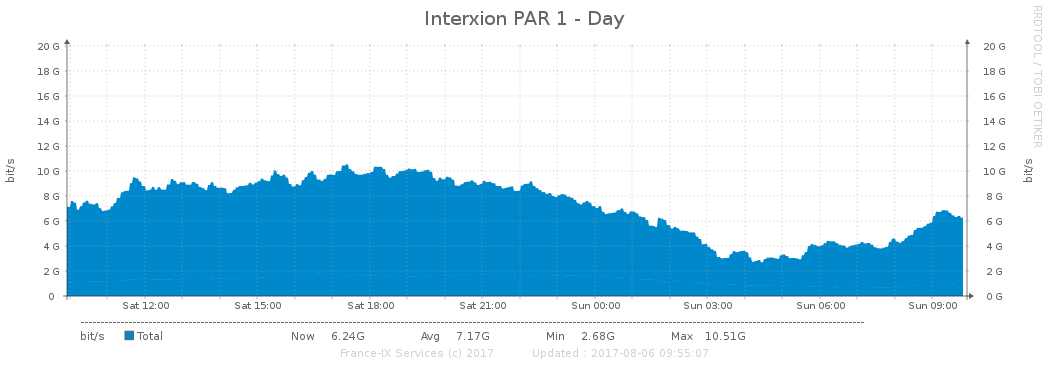 Interxion PAR 1 - Day
RRDTOOL / TOBI OETIKER
bit/s
20 G 20 G
18 G 18 G
16 G 16 G
14 G 14 G
12 G 12 G
10 G 10 G
8 G 8 G
6 G 6 G
4 G 4 G
2 G 2 G
0 0 G
bit/s
Sat 12:00 Sat 15:00 Sat 18:00 Sat 21:00 Sun 00:00 Sun 03:00 Sun 06:00 Sun 09:00
bit/s Total Now 6.24G Avg 7.17G Min 2.68G Max 10.51G
France-IX Services (c) 2017 Updated : 2017-08-06 09:55:07